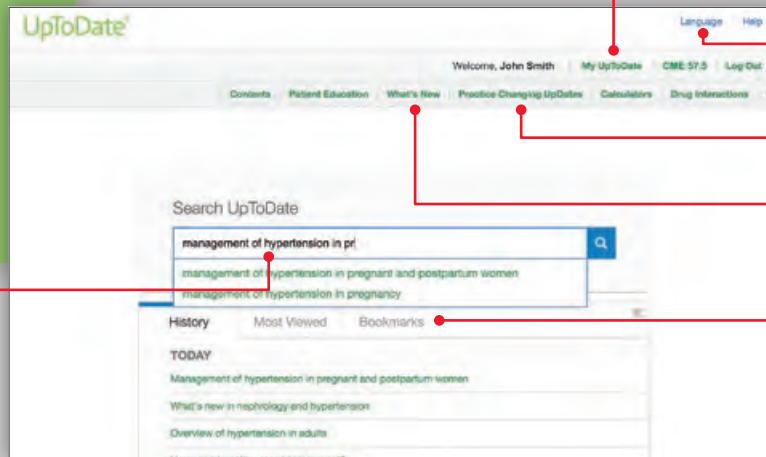 UpToDate®
Language Help
Welcome, John Smith My UpToDate CME 57.5 Log Out
Contents Patient Education What's New Practice Changing UpDates Calculators Drug Interactions
Search UpToDate
management of hypertension in pr
management of hypertension in pregnant and postpartum women
management of hypertension in pregnancy
History Most Viewed Bookmarks
TODAY
Management of hypertension in pregnant and postpartum women
What's new in nephrology and hypertension
Overview of hypertension in adults